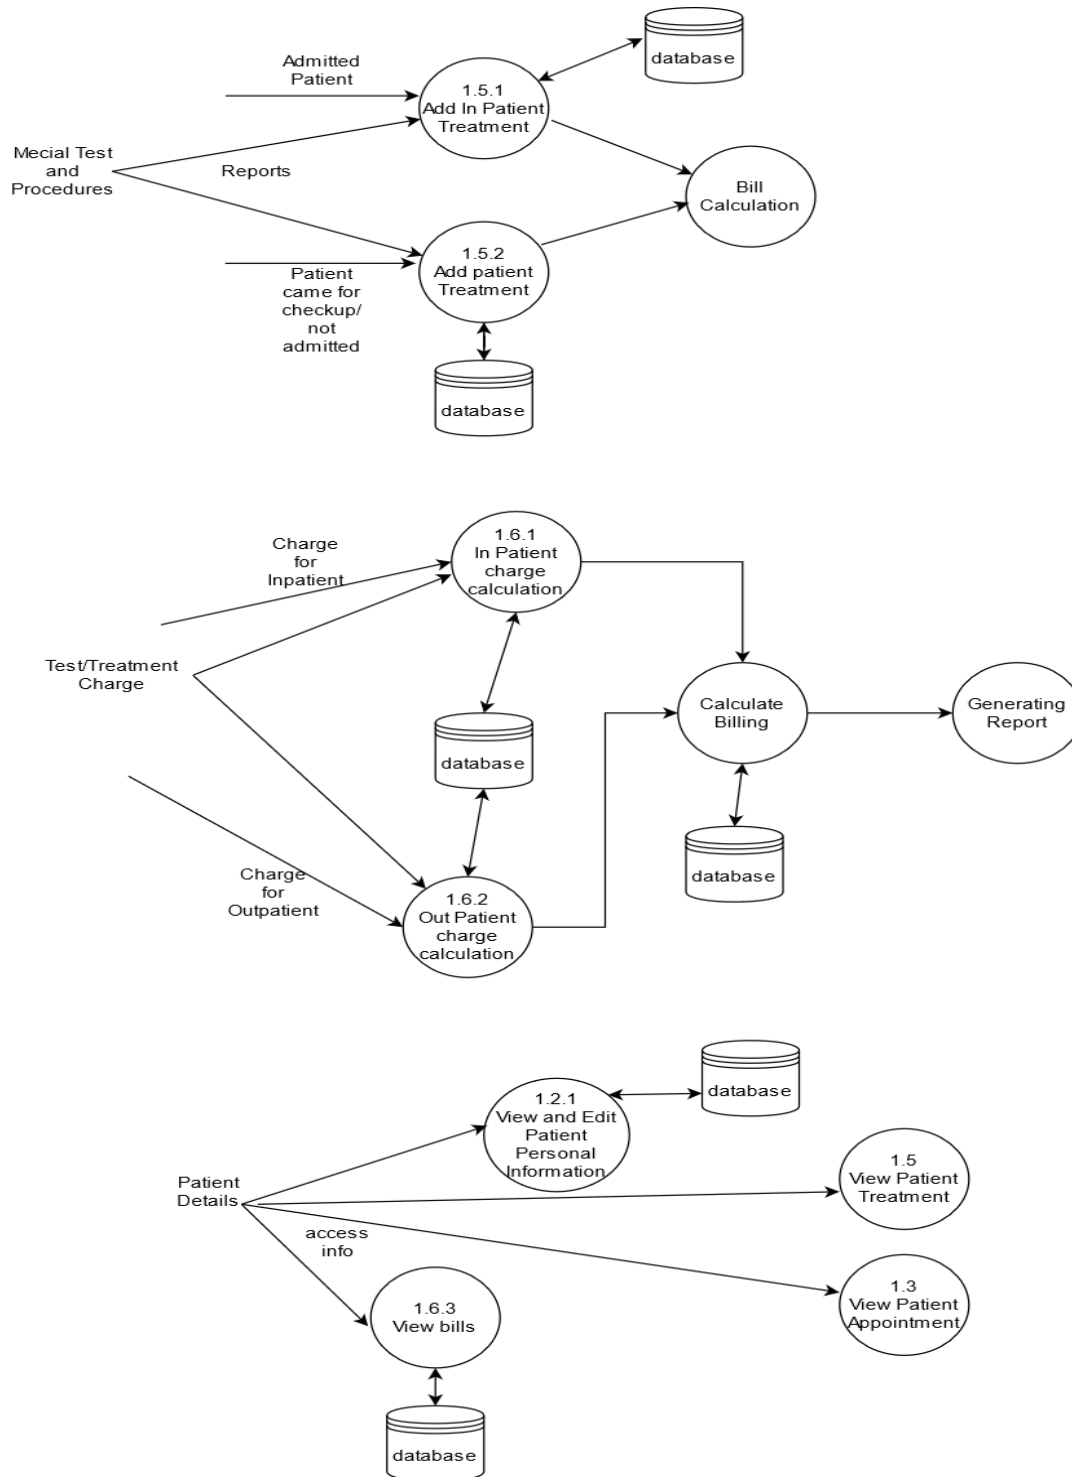 database
Admitted
Patient
1.5.1
Add In Patient
Treatment
Mecial Test
and
Procedures
Reports
Bill
Calculation
1.5.2
Add patient
Treatment
Patient
came for
checkup/
not
admitted
database
1.6.1
In Patient
charge
calculation
Charge
for
Inpatient
Test/Treatment
Charge
database
Calculate
Billing
Generating
Report
database
Charge
for
Outpatient
1.6.2
Out Patient
charge
calculation
database
1.2.1
View and Edit
Patient
Personal
Information
1.5
View Patient
Treatment
Patient
Details
access
info
1.3
View Patient
Appointment
1.6.3
View bills
database